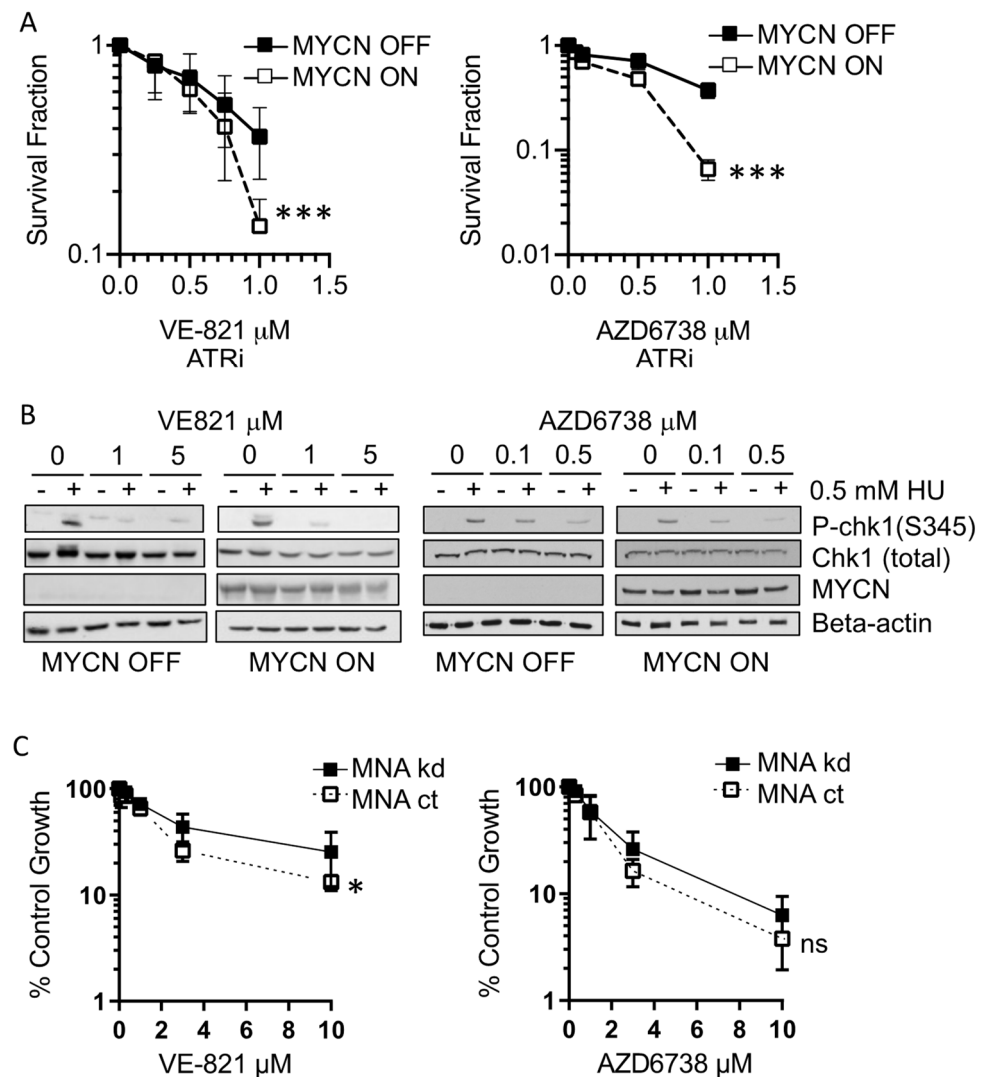 A
MYCN OFF
MYCN ON
1
Survival Fraction
0.1
***
0.0 0.5 1.0 1.5
VE-821 μM
ATRi
MYCN OFF
MYCN ON
1
Survival Fraction
0.1
0.01
***
0.0 0.5 1.0 1.5
AZD6738 μM
ATRi
B
VE821 μM
AZD6738 μM
0 1 5 0 1 5 0 0.1 0.5 0 0.1 0.5
- + - + - + - + - + - + - + - + - + - + - + - + 0.5 mM HU
P-chk1(S345)
Chk1 (total)
MYCN
Beta-actin
MYCN OFF MYCN ON MYCN OFF MYCN ON
C
MNA kd
MNA ct
100
% Control Growth
10
1
*
0 2 4 6 8 10
VE-821 μM
MNA kd
MNA ct
100
% Control Growth
10
1
ns
0 2 4 6 8 10
AZD6738 μM